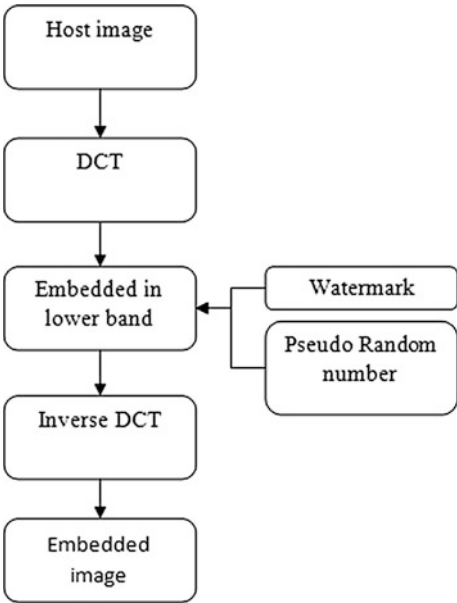 Host image
DCT
Embedded in
lower band
Watermark
Pseudo Random
number
Inverse DCT
Embedded
image